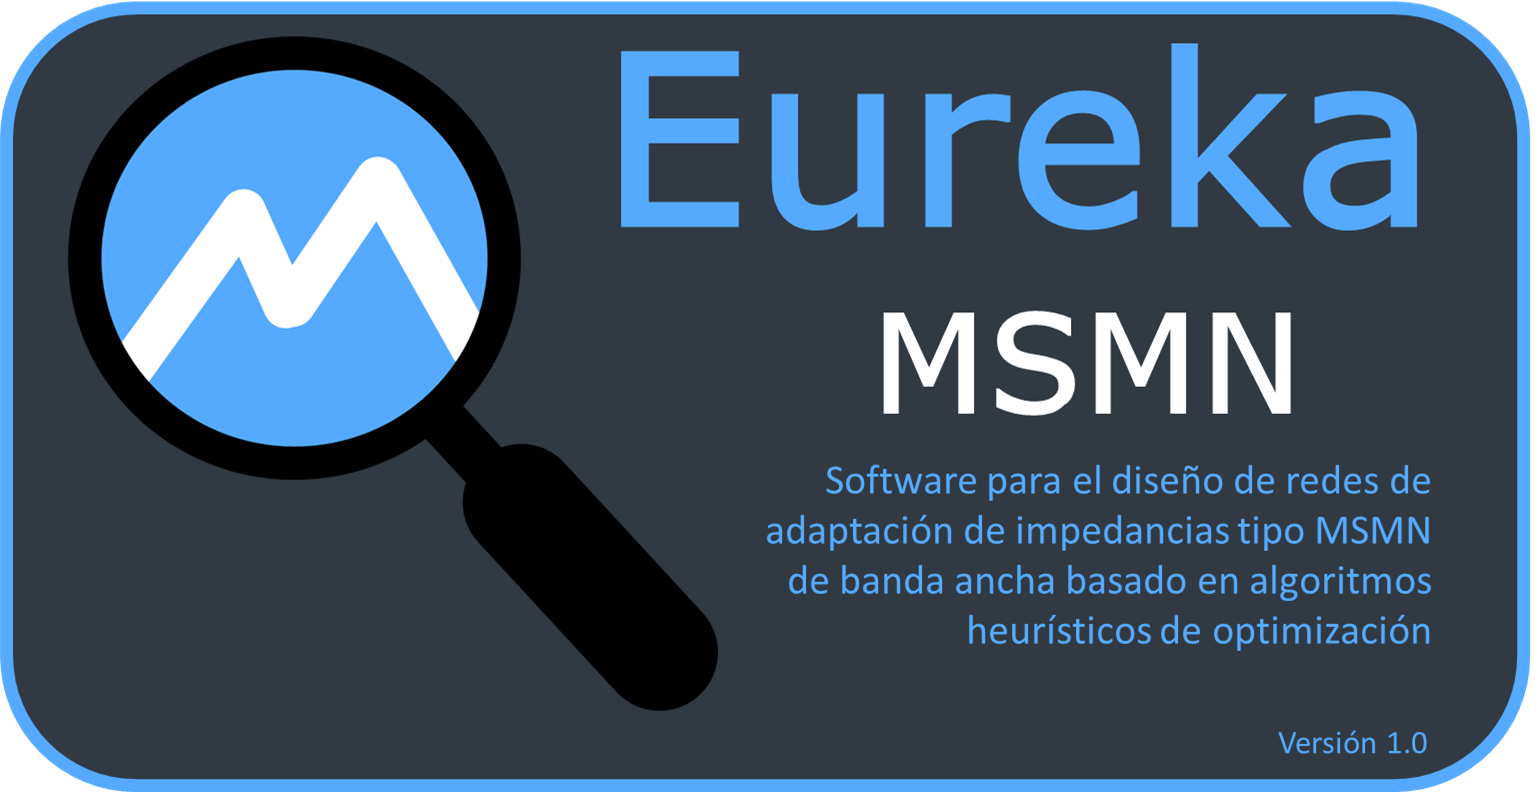 Eureka
MSMN
Software para el diseño de redes de
adaptación de impedancias tipo MSMN
de banda ancha basado en algoritmos
heurísticos de optimización
Versión 1.0